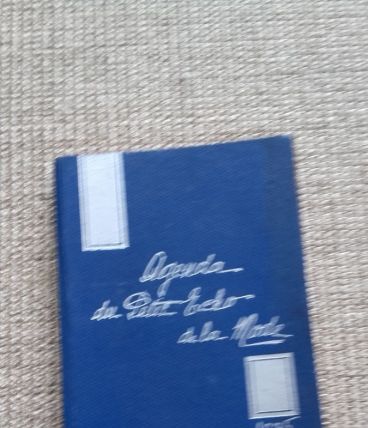 Agenda
du Petit Echo
de la Mode